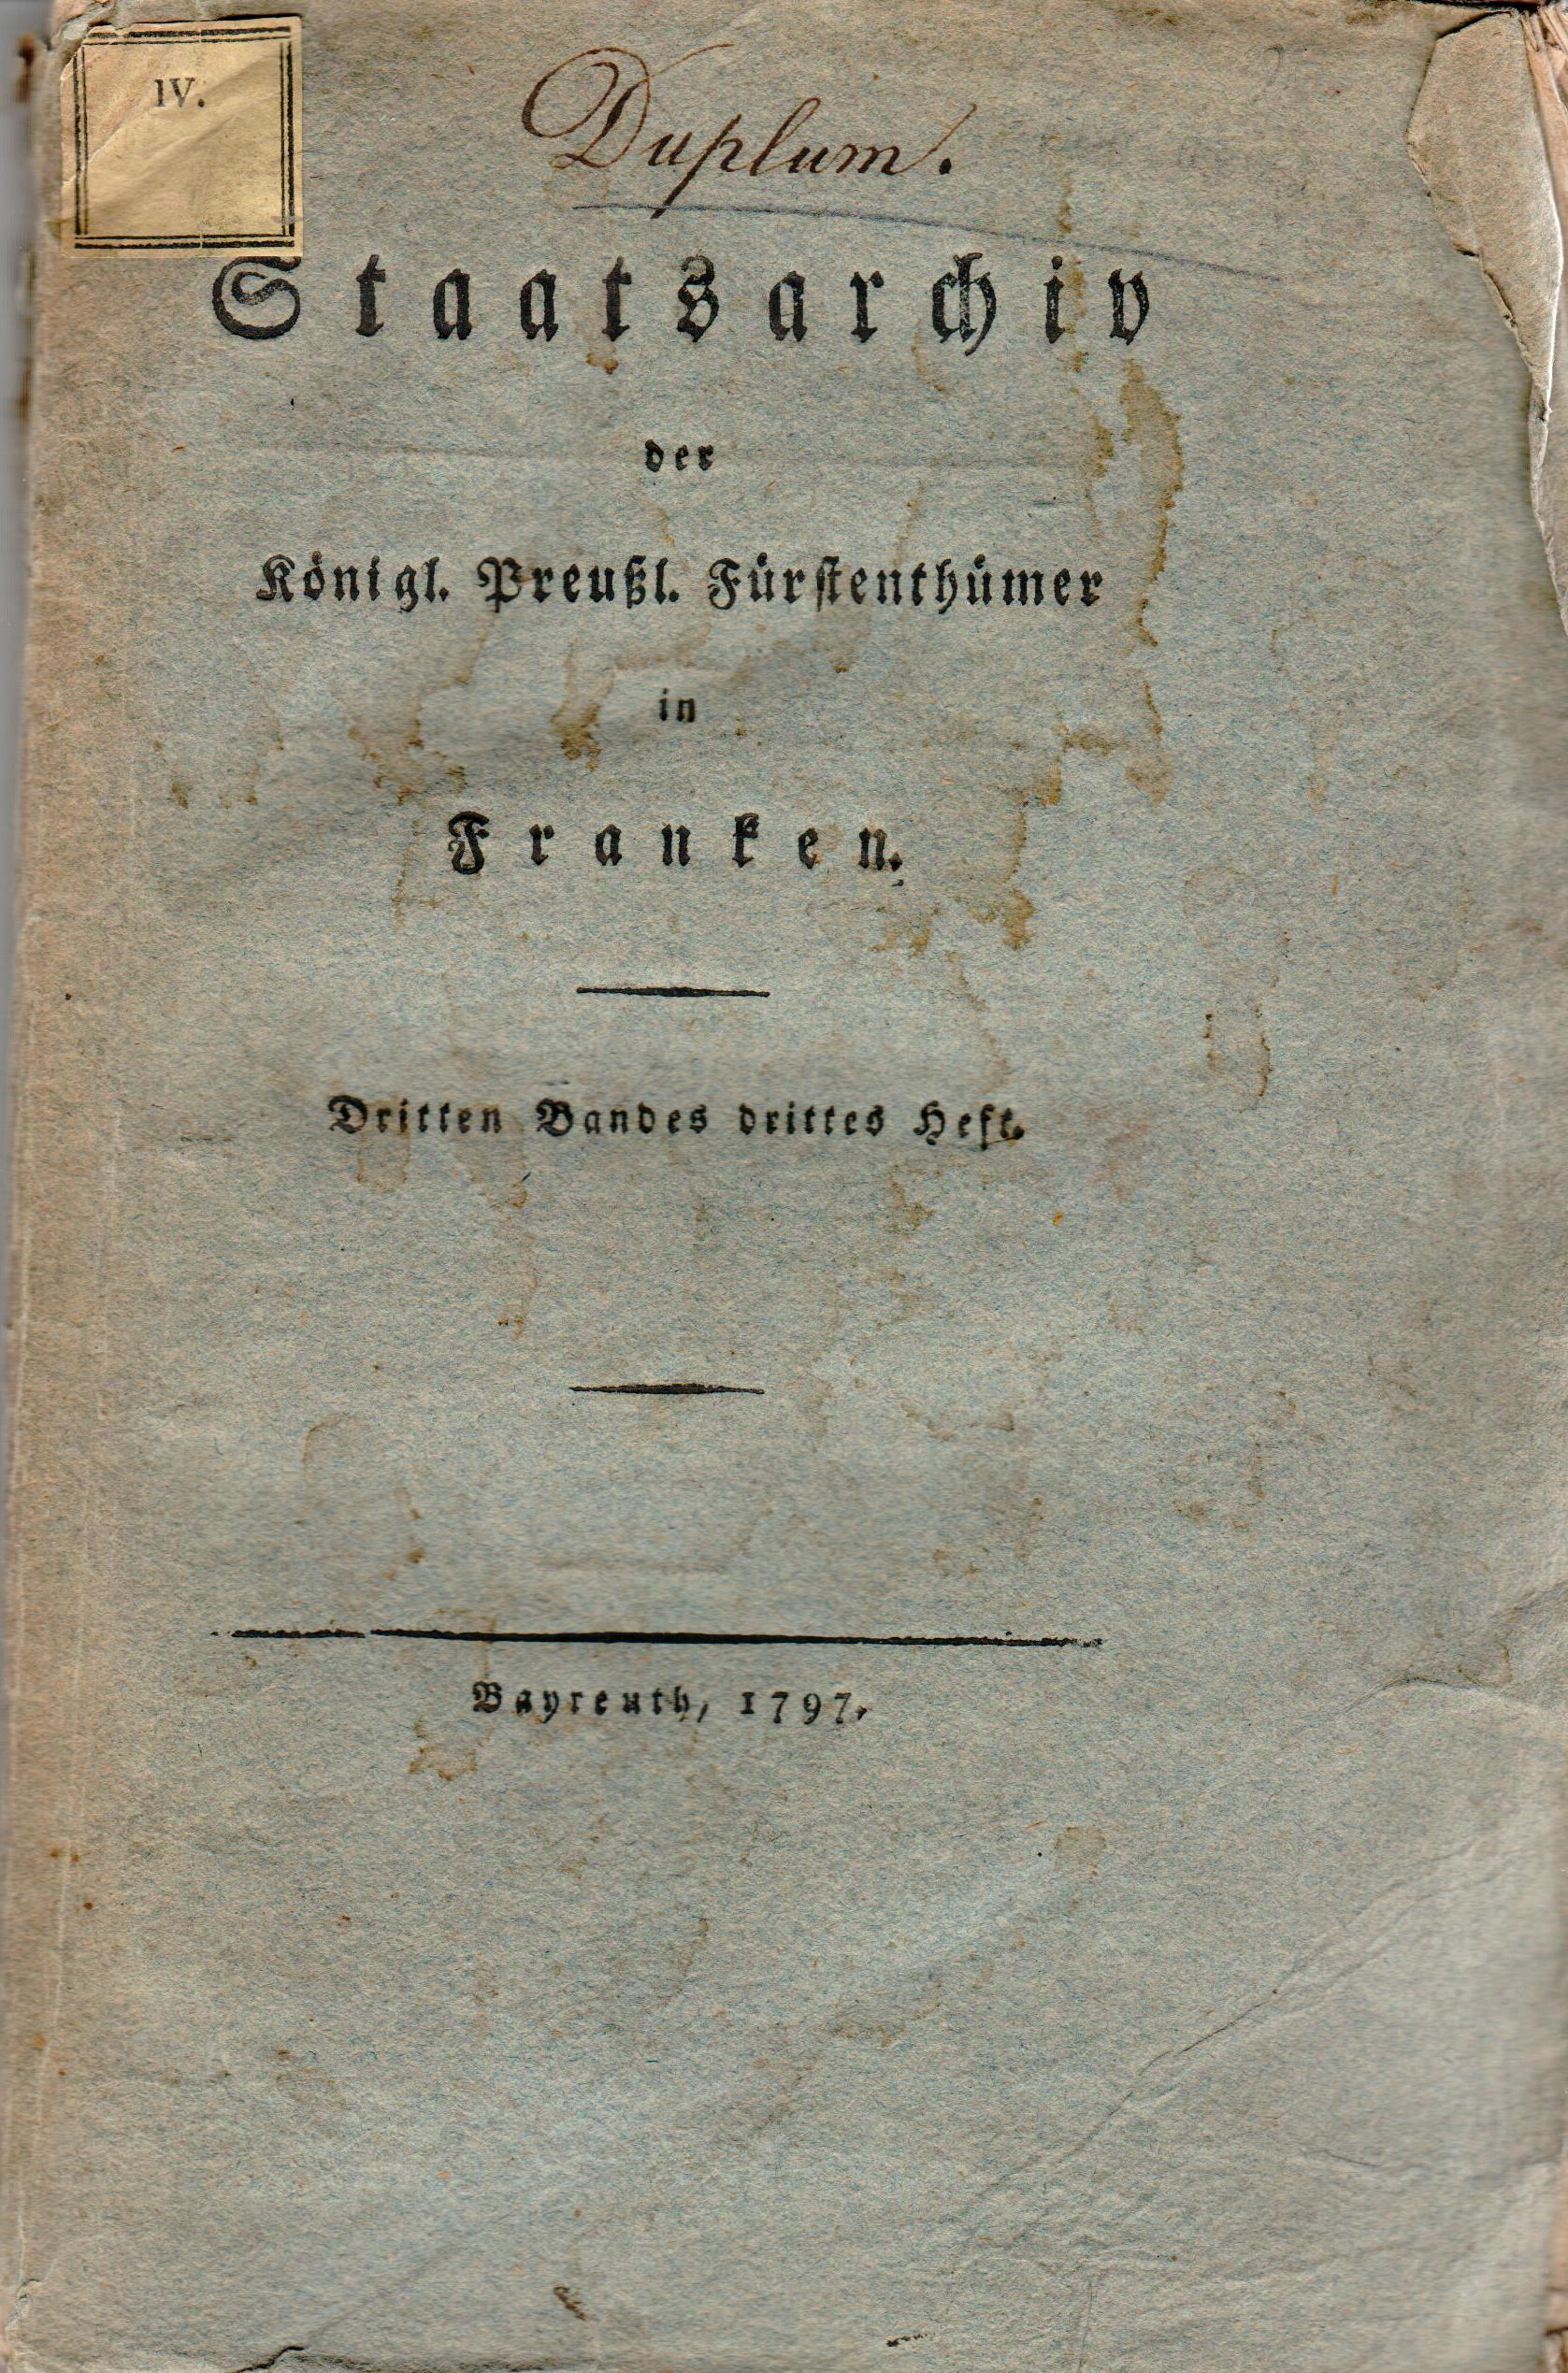 IV.
Duplum.
Staatsarchiv
der
Königl. Preußl. Fürstenthümer
in
Franken.
Dritten Bandes drittes Heft.
Bayreuth, 1797.